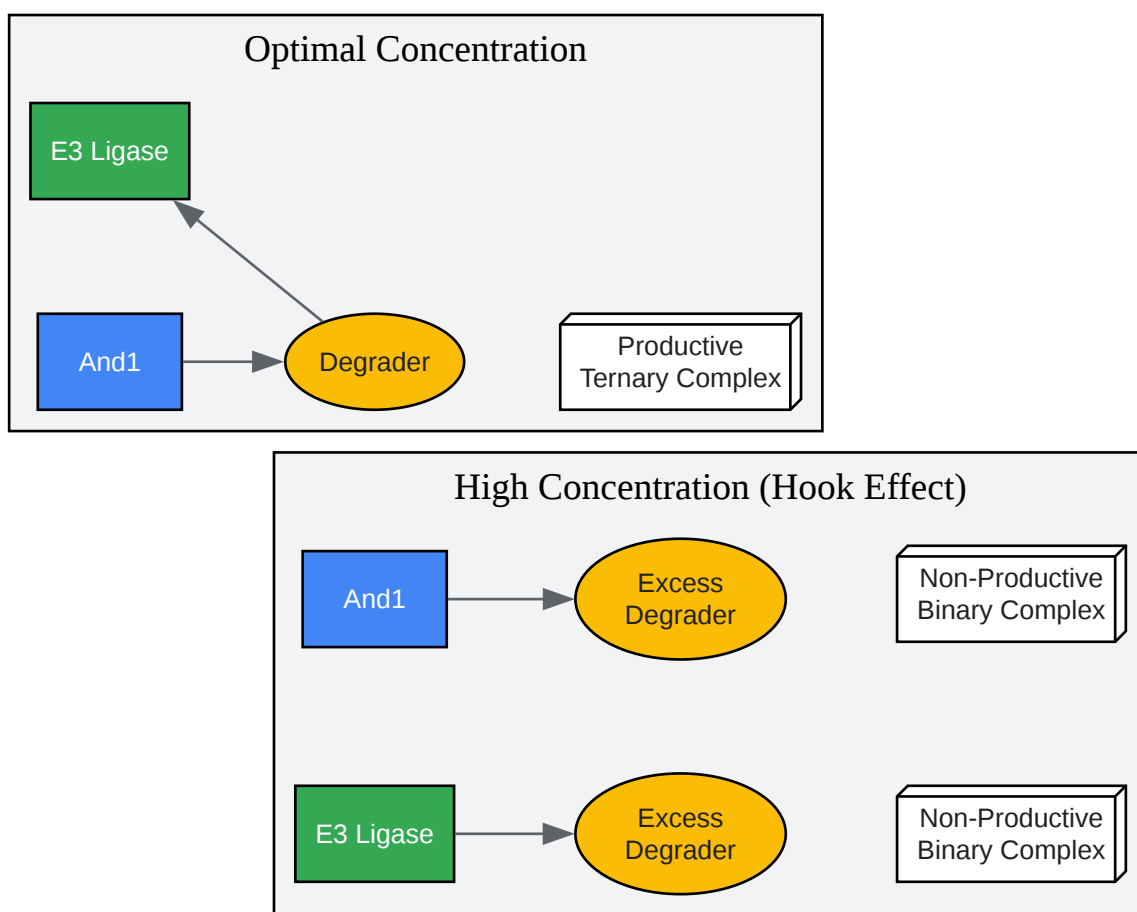 Optimal Concentration
E3 Ligase
And1
Degrader
Productive
Ternary Complex
High Concentration (Hook Effect)
And1
Excess
Degrader
Non-Productive
Binary Complex
E3 Ligase
Excess
Degrader
Non-Productive
Binary Complex